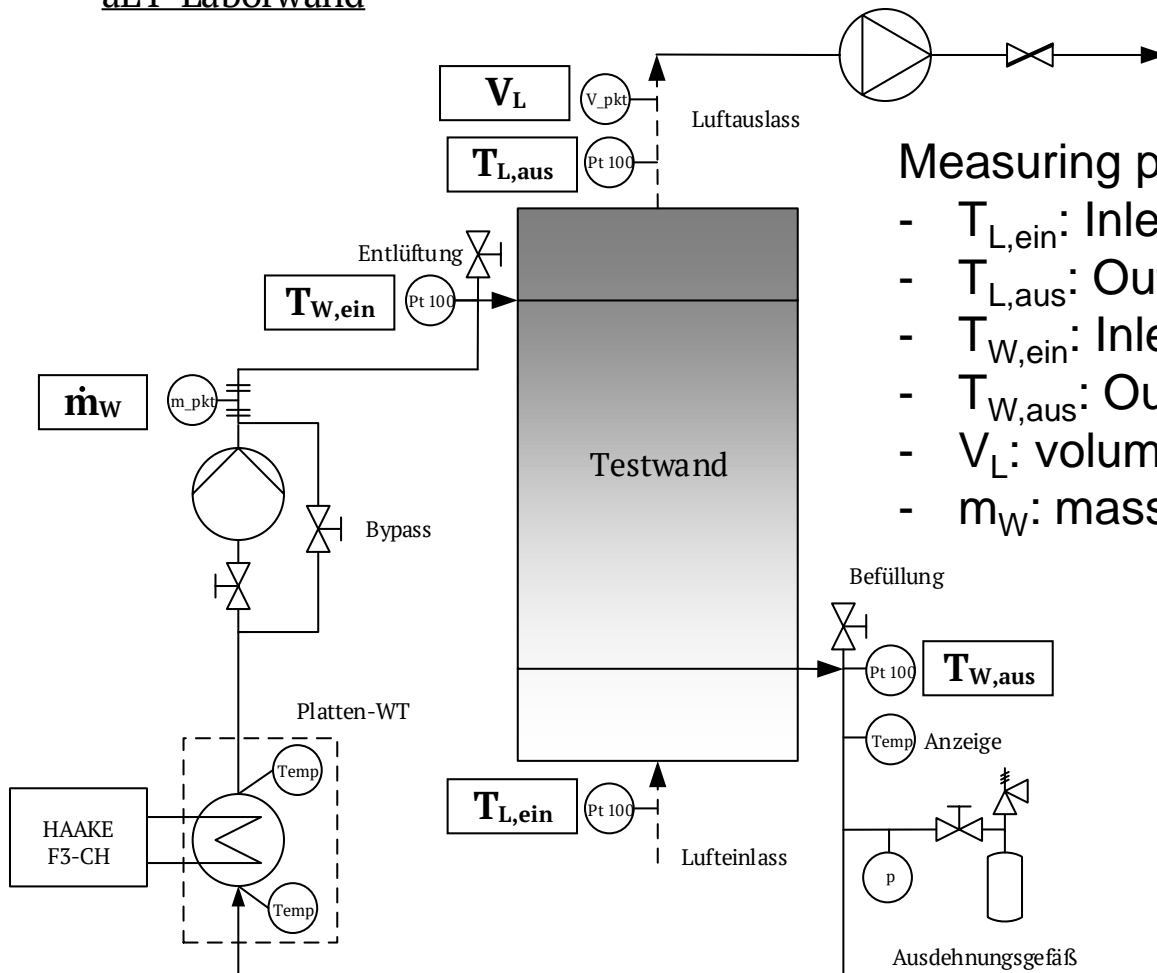 Laborwand
V_L
V_pkt
Luftauslass
T_L,aus
Pt 100
Measuring p
- T_L,ein: Inle
- T_L,aus: Ou
- T_W,ein: Inle
- T_W,aus: Ou
- V_L: volum
- m_W: mass
Entlüftung
T_W,ein
Pt 100
ṁ_W
m_pkt
Testwand
Bypass
Befüllung
Pt 100
T_W,aus
Platten-WT
Temp
Temp
Anzeige
T_L,ein
Pt 100
HAAKE
F3-CH
Lufteinlass
p
Temp
Ausdehnungsgefäß